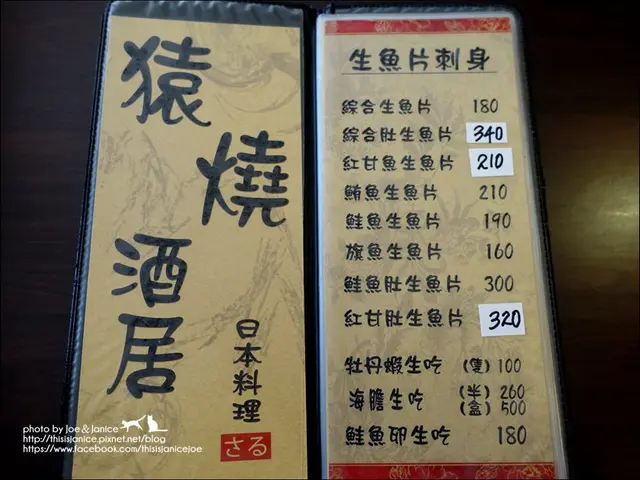 猿
燒
酒
居
日本料理
さる
生魚片刺身
綜合生魚片 180
綜合肚生魚片 340
紅甘魚生魚片 210
鮪魚生魚片 210
鮭魚生魚片 190
旗魚生魚片 160
鮭魚肚生魚片 300
紅甘肚生魚片 320
牡丹蝦生吃 (隻) 100
海膽生吃 (半) 260
(盒) 500
鮭魚卵生吃 180
photo by Joe & Janice
http://thisisjanice.pixnet.net/blog
https://www.facebook.com/thisisjanicejoe